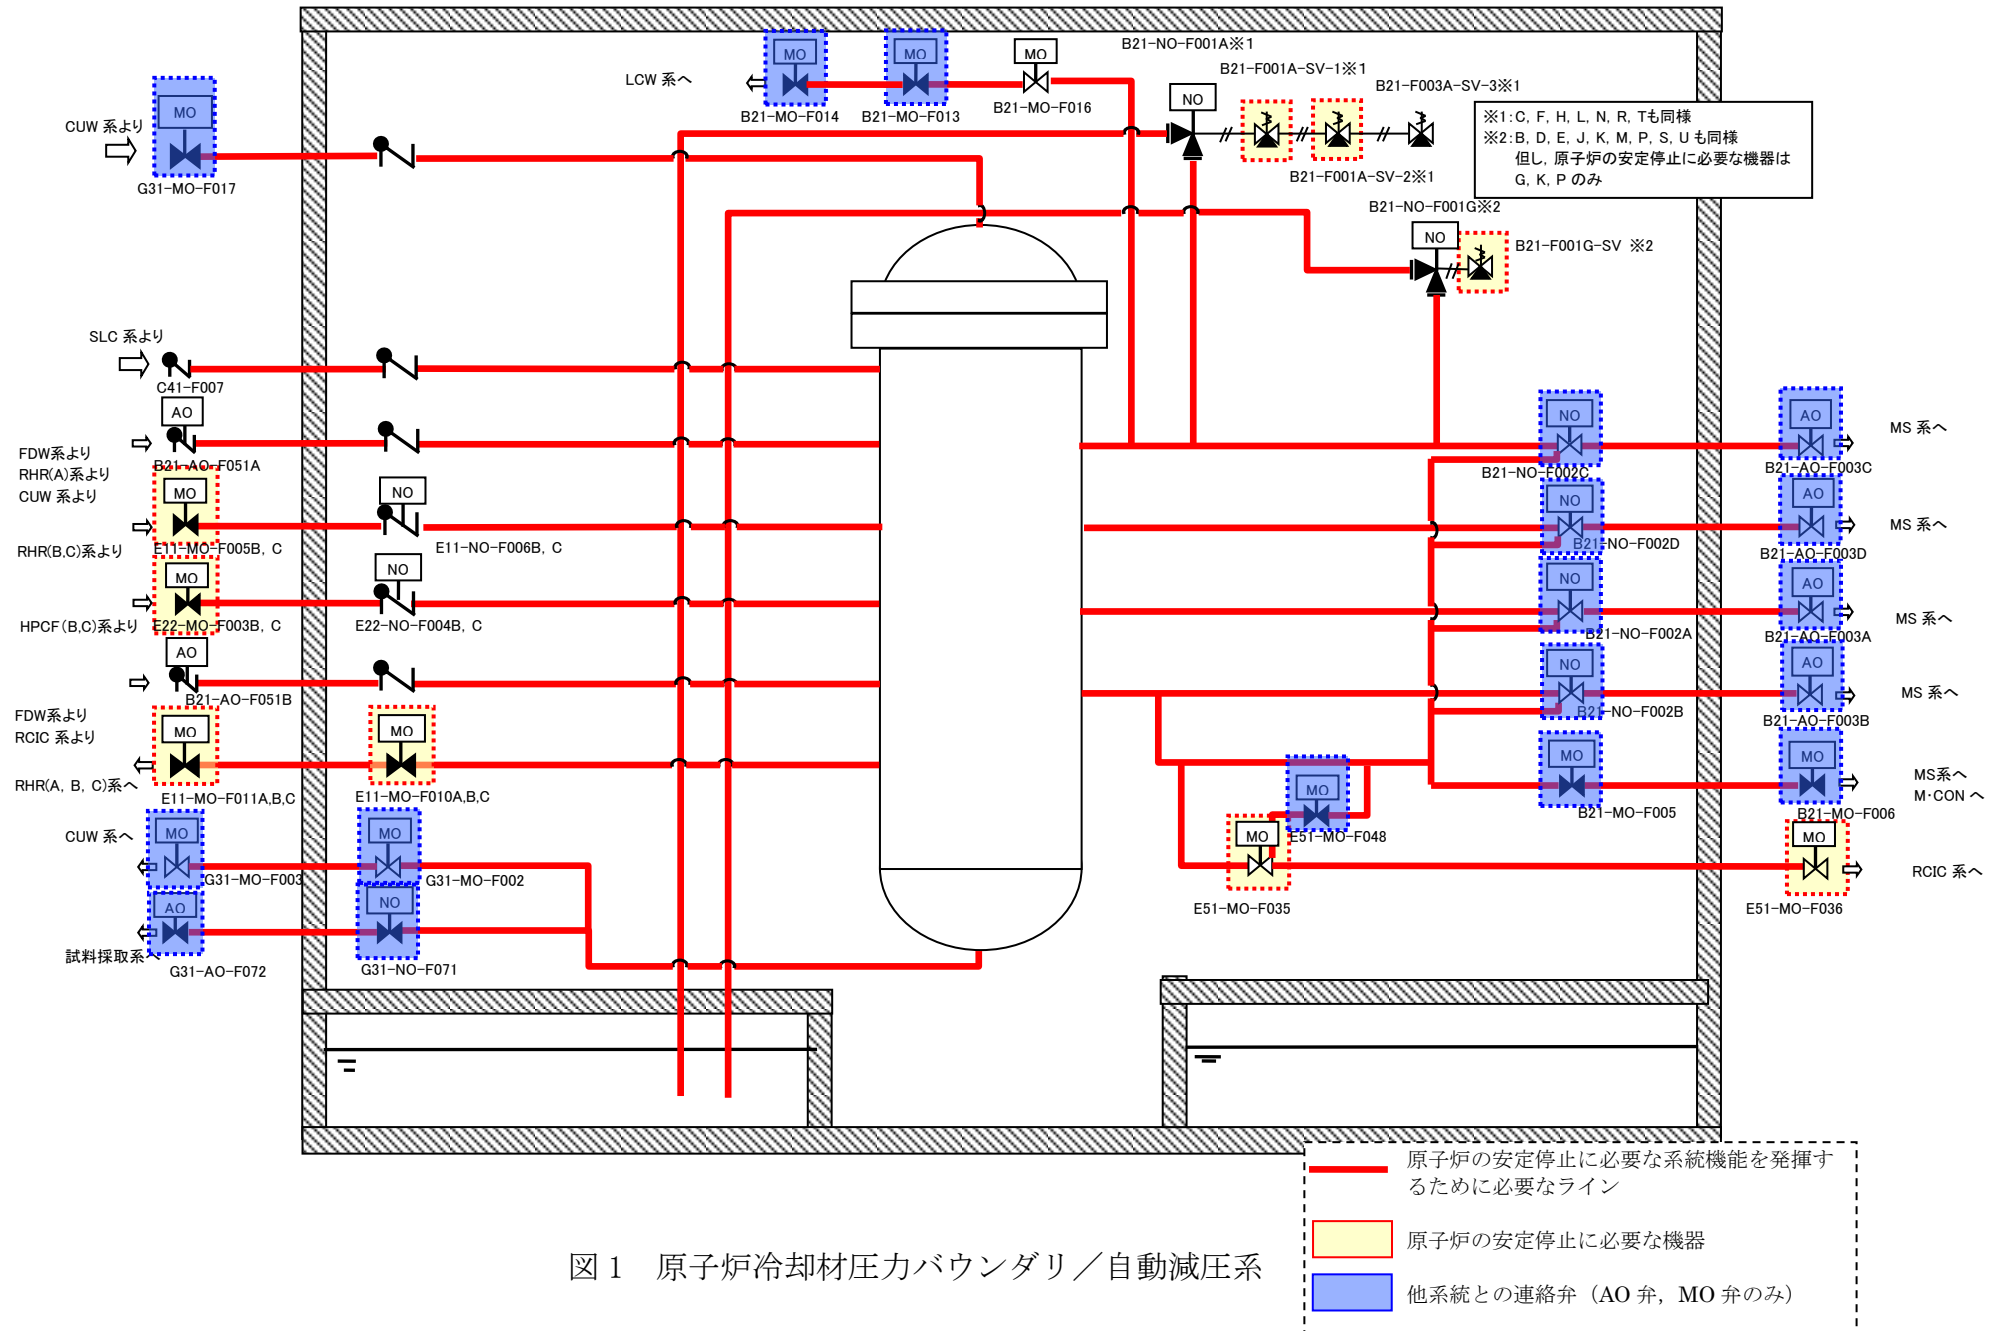 MO
MO
MO
B21-NO-F001A※1
LCW 系へ
B21-MO-F014
B21-MO-F013
B21-MO-F016
B21-F001A-SV-1※1
B21-F003A-SV-3※1
NO
B21-F001A-SV-2※1
※1:C, F, H, L, N, R, Tも同様
※2:B, D, E, J, K, M, P, S, U も同様
但し, 原子炉の安定停止に必要な機器は
G, K, P のみ
MO
CUW 系より
G31-MO-F017
B21-NO-F001G※2
NO
B21-F001G-SV ※2
SLC 系より
C41-F007
AO
FDW系より
B21-AO-F051A
RHR(A)系より
CUW 系より
MO
NO
RHR(B,C)系より
E11-MO-F005B, C
E11-NO-F006B, C
MO
NO
HPCF(B,C)系より
E22-MO-F003B, C
E22-NO-F004B, C
AO
B21-AO-F051B
FDW系より
RCIC 系より
MO
MO
RHR(A, B, C)系へ
E11-MO-F011A,B,C
E11-MO-F010A,B,C
CUW 系へ
MO
MO
G31-MO-F003
G31-MO-F002
AO
NO
試料採取系へ
G31-AO-F072
G31-NO-F071
NO
AO
MS 系へ
B21-NO-F002C
B21-AO-F003C
NO
AO
MS 系へ
B21-NO-F002D
B21-AO-F003D
NO
AO
MS 系へ
B21-NO-F002A
B21-AO-F003A
NO
AO
MS 系へ
B21-NO-F002B
B21-AO-F003B
MO
MO
MS系へ
M・CON へ
B21-MO-F005
B21-MO-F006
MO
E51-MO-F048
MO
MO
RCIC 系へ
E51-MO-F035
E51-MO-F036
原子炉の安定停止に必要な系統機能を発揮す
るために必要なライン
原子炉の安定停止に必要な機器
他系統との連絡弁（AO 弁，MO 弁のみ）
図 1 原子炉冷却材圧力バウンダリ／自動減圧系